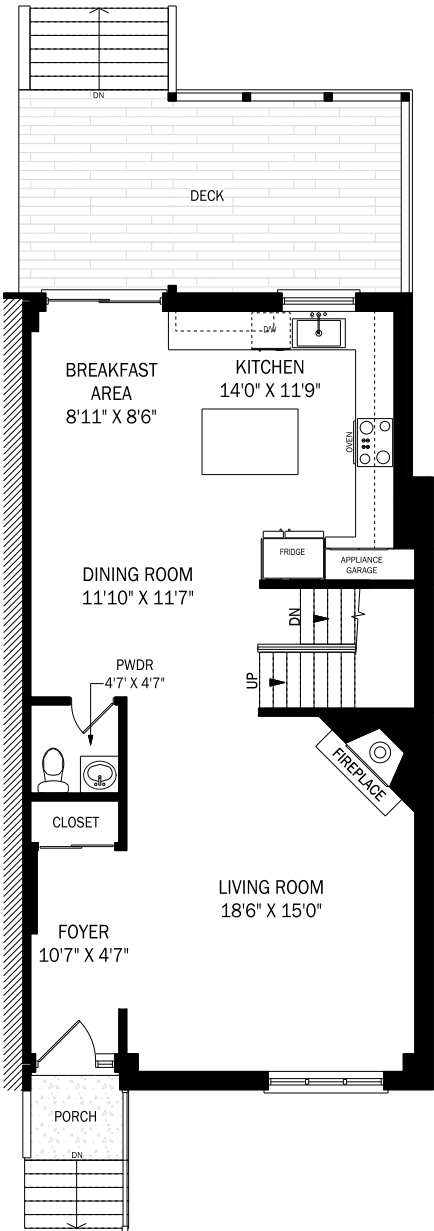 DN
DECK
D/W
BREAKFAST
AREA
8'11" X 8'6"
KITCHEN
14'0" X 11'9"
OVEN
FRIDGE
APPLIANCE
GARAGE
DINING ROOM
11'10" X 11'7"
DN
UP
PWDR
4'7' X 4'7"
FIREPLACE
CLOSET
LIVING ROOM
18'6" X 15'0"
FOYER
10'7" X 4'7"
PORCH
DN